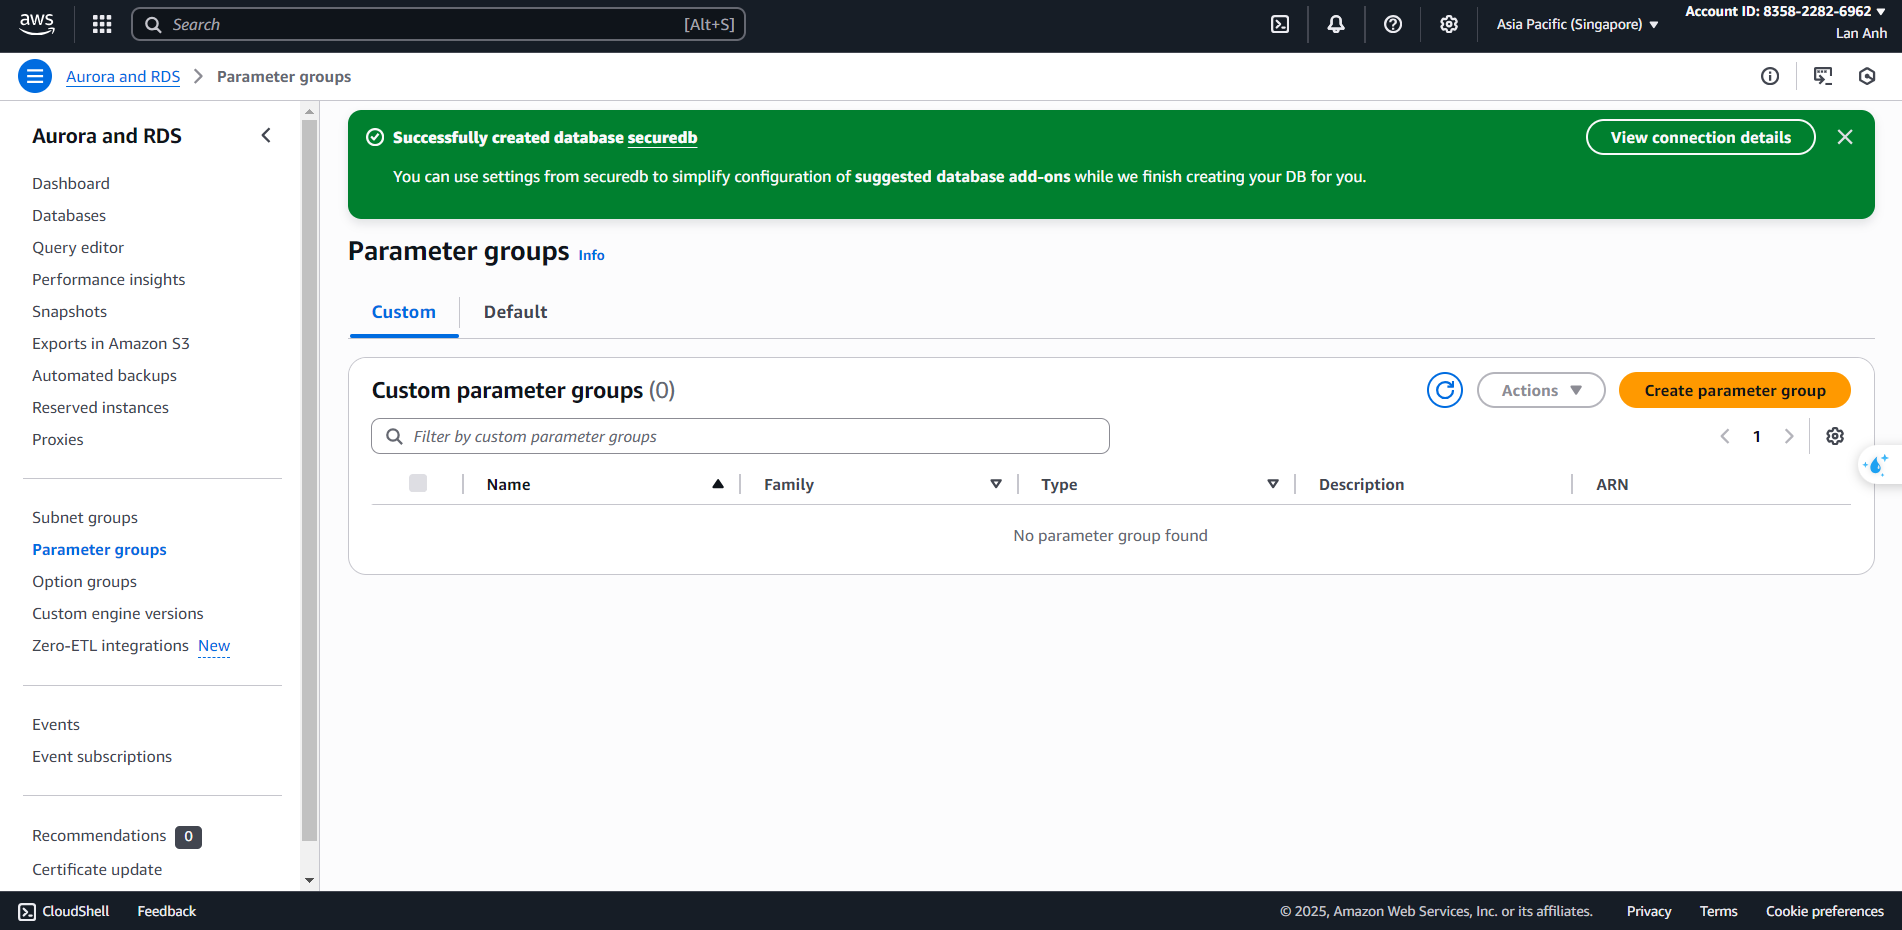 aws
Search [Alt+S]
Asia Pacific (Singapore)
Account ID: 8358-2282-6962
Lan Anh
Aurora and RDS
Parameter groups
Aurora and RDS
Dashboard
Databases
Query editor
Performance insights
Snapshots
Exports in Amazon S3
Automated backups
Reserved instances
Proxies
Subnet groups
Parameter groups
Option groups
Custom engine versions
Zero-ETL integrations New
Events
Event subscriptions
Recommendations 0
Certificate update
Successfully created database securedb
View connection details
You can use settings from securedb to simplify configuration of suggested database add-ons while we finish creating your DB for you.
Parameter groups Info
Custom Default
Custom parameter groups (0)
Actions Create parameter group
Filter by custom parameter groups
1
Name Family Type Description ARN
No parameter group found
CloudShell Feedback
© 2025, Amazon Web Services, Inc. or its affiliates. Privacy Terms Cookie preferences